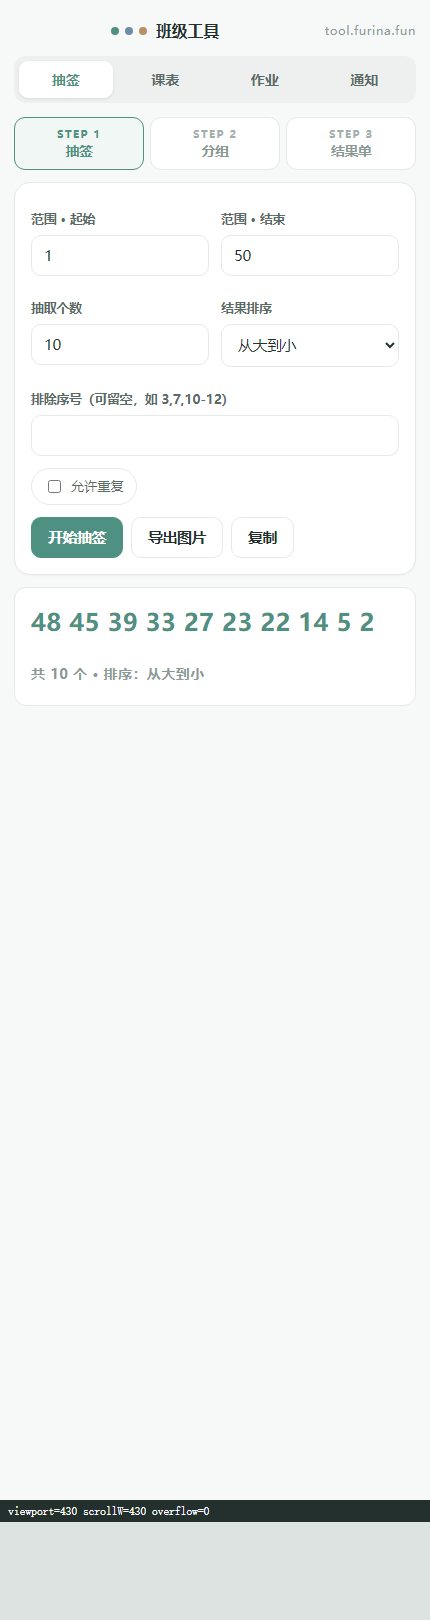 班级工具 tool.furina.fun
抽签 课表 作业 通知
STEP 1 STEP 2 STEP 3
抽签 分组 结果单
范围 • 起始 范围 • 结束
1 50
抽取个数 结果排序
10 从大到小
排除序号（可留空，如 3,7,10-12）
允许重复
开始抽签 导出图片 复制
48 45 39 33 27 23 22 14 5 2
共 10 个 • 排序：从大到小
viewport=430 scrollW=430 overflow=0